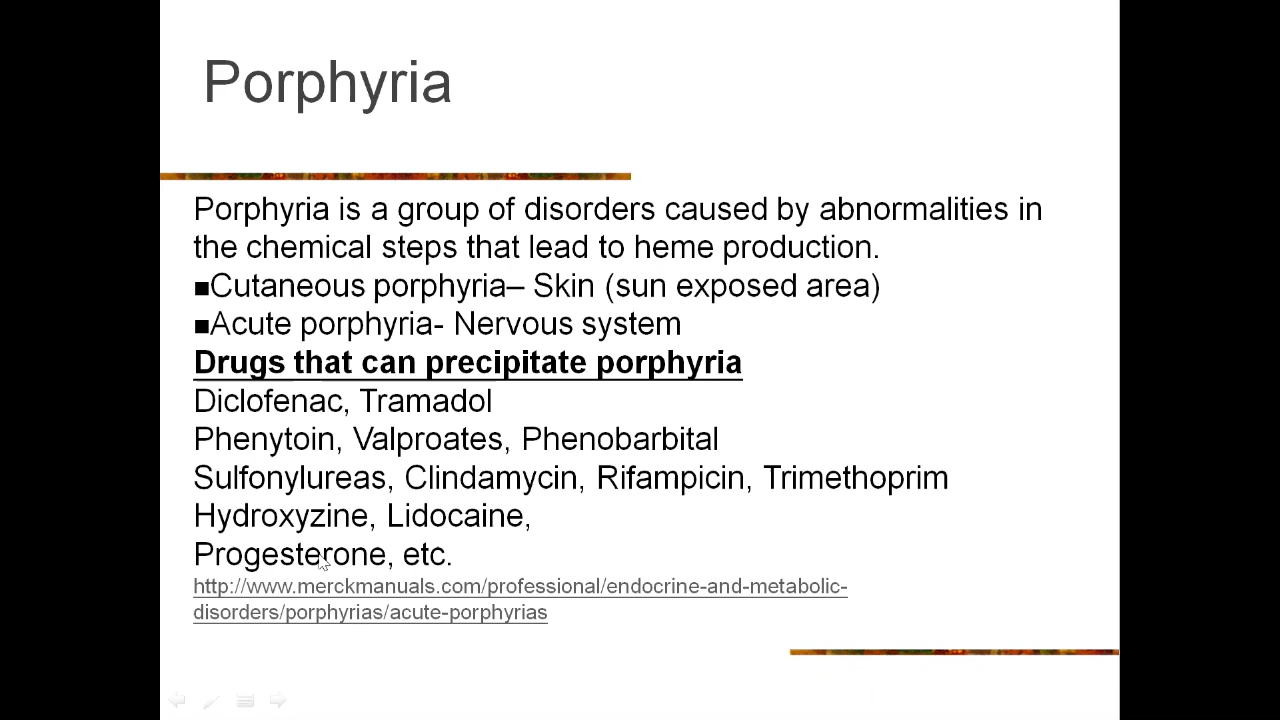 Porphyria
Porphyria is a group of disorders caused by abnormalities in
the chemical steps that lead to heme production.
■Cutaneous porphyria– Skin (sun exposed area)
■Acute porphyria- Nervous system
Drugs that can precipitate porphyria
Diclofenac, Tramadol
Phenytoin, Valproates, Phenobarbital
Sulfonylureas, Clindamycin, Rifampicin, Trimethoprim
Hydroxyzine, Lidocaine,
Progesterone, etc.
http://www.merckmanuals.com/professional/endocrine-and-metabolic-
disorders/porphyrias/acute-porphyrias